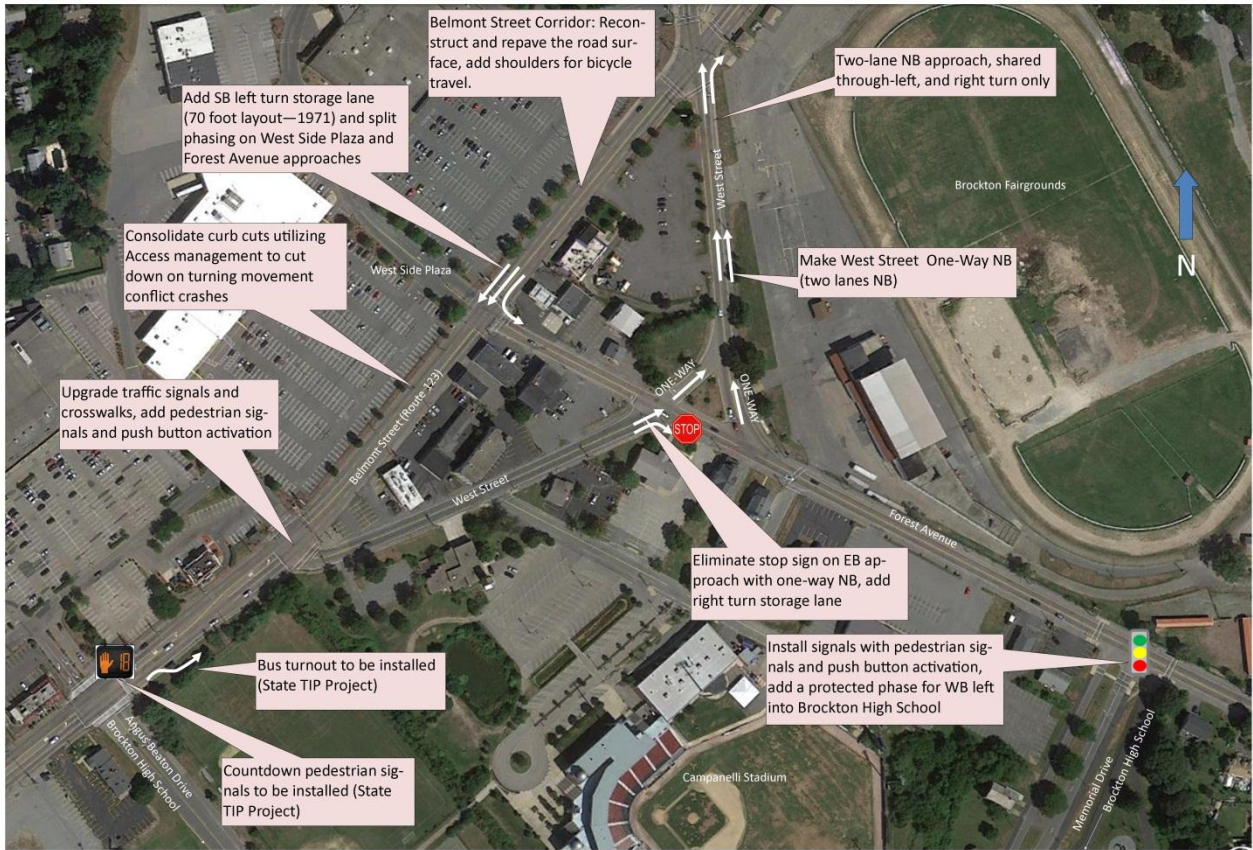 Belmont Street Corridor: Recon-
struct and repave the road sur-
face, add shoulders for bicycle
travel.
Two-lane NB approach, shared
through-left, and right turn only
Add SB left turn storage lane
(70 foot layout—1971) and split
phasing on West Side Plaza and
Forest Avenue approaches
West Street
Brockton Fairgrounds
N
Consolidate curb cuts utilizing
Access management to cut
down on turning movement
conflict crashes
West Side Plaza
Make West Street One-Way NB
(two lanes NB)
Upgrade traffic signals and
crosswalks, add pedestrian sig-
nals and push button activation
Belmont Street (Route 123)
ONE-WAY
ONE-WAY
STOP
West Street
Forest Avenue
Eliminate stop sign on EB ap-
proach with one-way NB, add
right turn storage lane
18
Bus turnout to be installed
(State TIP Project)
Install signals with pedestrian sig-
nals and push button activation,
add a protected phase for WB left
into Brockton High School
Angus Beaton Drive
Brockton High School
Countdown pedestrian sig-
nals to be installed (State
TIP Project)
Campanelli Stadium
Memorial Drive
Brockton High School